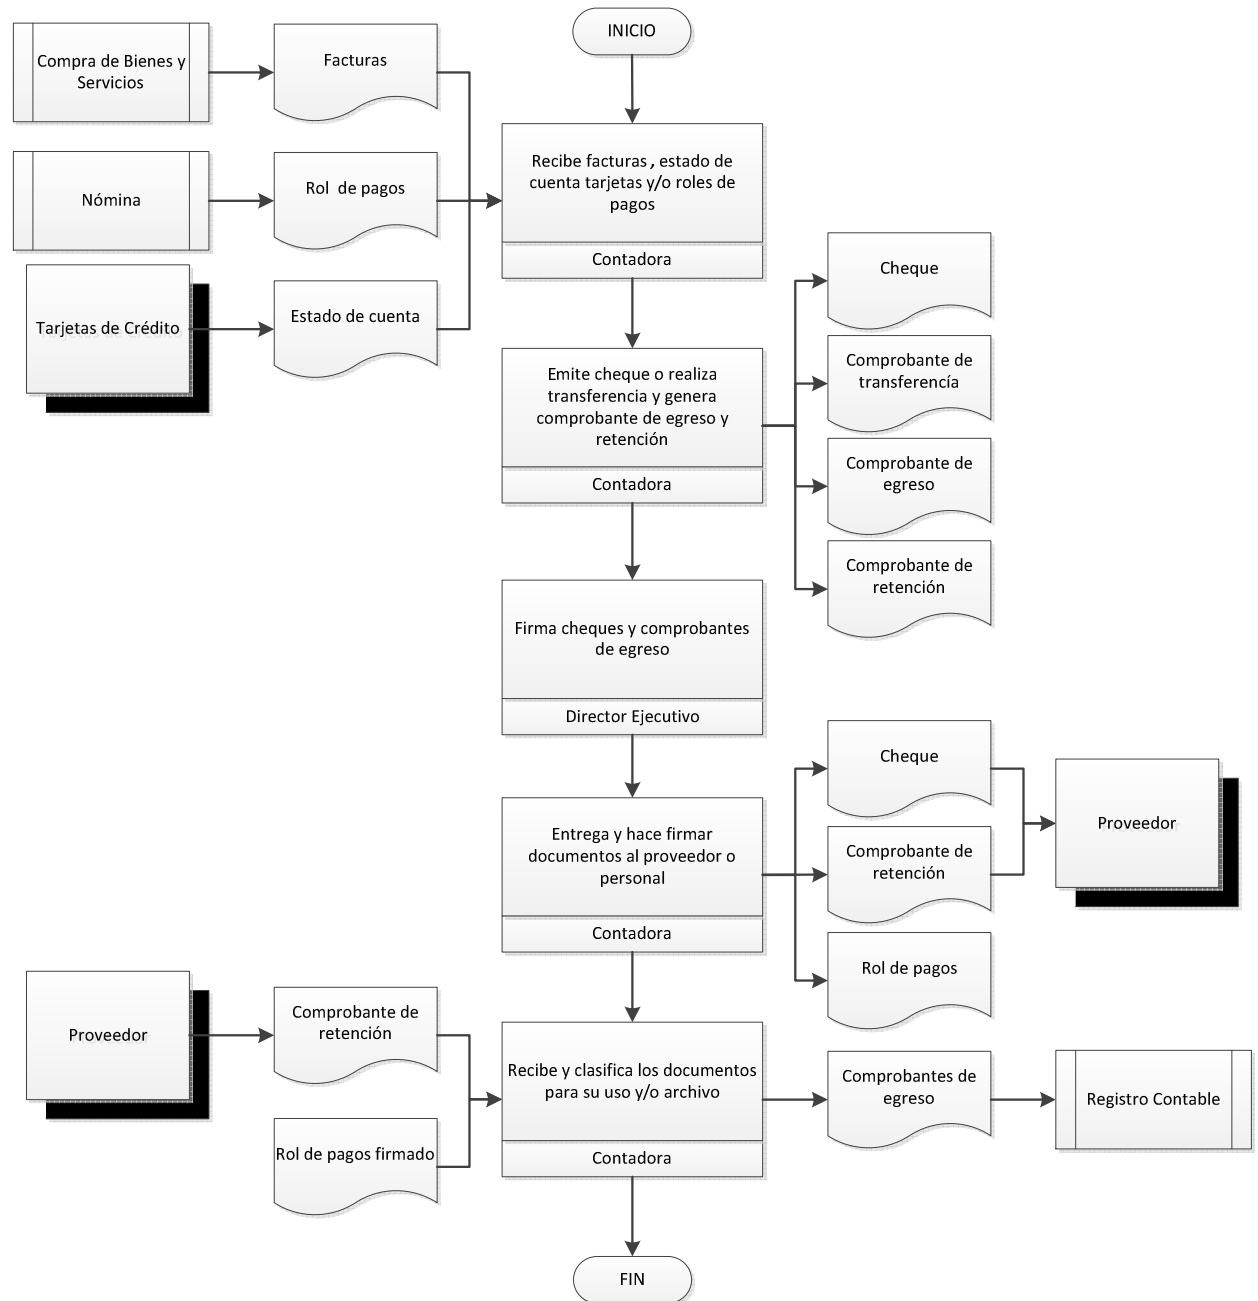 INICIO
Compra de Bienes y
Servicios
Facturas
Recibe facturas , estado de
cuenta tarjetas y/o roles de
pagos
Contadora
Nómina
Rol de pagos
Tarjetas de Crédito
Estado de cuenta
Cheque
Comprobante de
transferencía
Comprobante de
egreso
Comprobante de
retención
Emite cheque o realiza
transferencia y genera
comprobante de egreso y
retención
Contadora
Firma cheques y comprobantes
de egreso
Director Ejecutivo
Cheque
Comprobante de
retención
Rol de pagos
Proveedor
Entrega y hace firmar
documentos al proveedor o
personal
Contadora
Proveedor
Comprobante de
retención
Rol de pagos firmado
Recibe y clasifica los documentos
para su uso y/o archivo
Contadora
Comprobantes de
egreso
Registro Contable
FIN